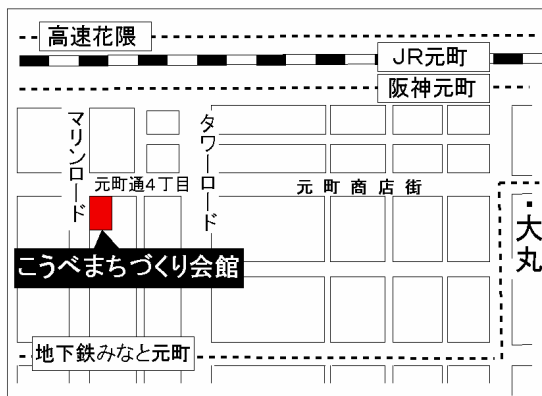 高速花隈
JR元町
阪神元町
マリンロード
タワーロード
元町通4丁目
元町商店街
・大丸
こうべまちづくり会館
地下鉄みなと元町